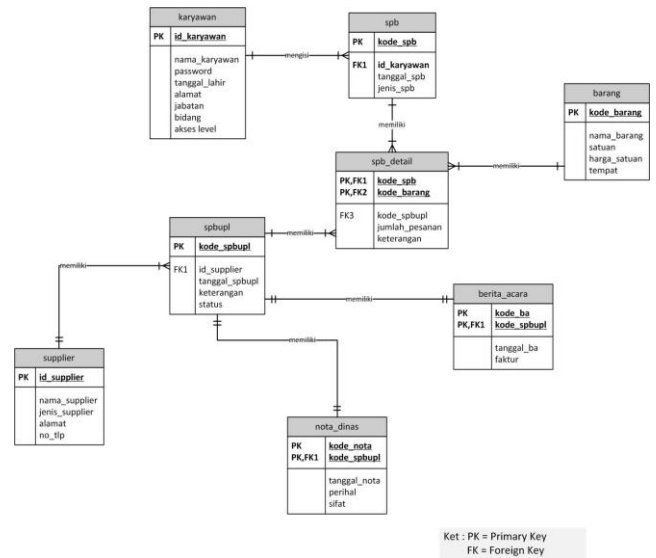 karyawan
PK id_karyawan
nama_karyawan
password
tanggal_lahir
alamat
jabatan
bidang
akses level
mengisi
spb
PK kode_spb
FK1 id_karyawan
tanggal_spb
jenis_spb
memiliki
barang
PK kode_barang
nama_barang
satuan
harga_satuan
tempat
memiliki
spb_detail
PK,FK1 kode_spb
PK,FK2 kode_barang
FK3 kode_spbupl
jumlah_pesanan
keterangan
memiliki
spbupl
PK kode_spbupl
FK1 id_supplier
tanggal_spbupl
keterangan
status
memiliki
memiliki
berita_acara
PK kode_ba
PK,FK1 kode_spbupl
tanggal_ba
faktur
memiliki
supplier
PK id_supplier
nama_supplier
jenis_supplier
alamat
no_tlp
nota_dinas
PK kode_nota
PK,FK1 kode_spbupl
tanggal_nota
perihal
sifat
Ket : PK = Primary Key
FK = Foreign Key